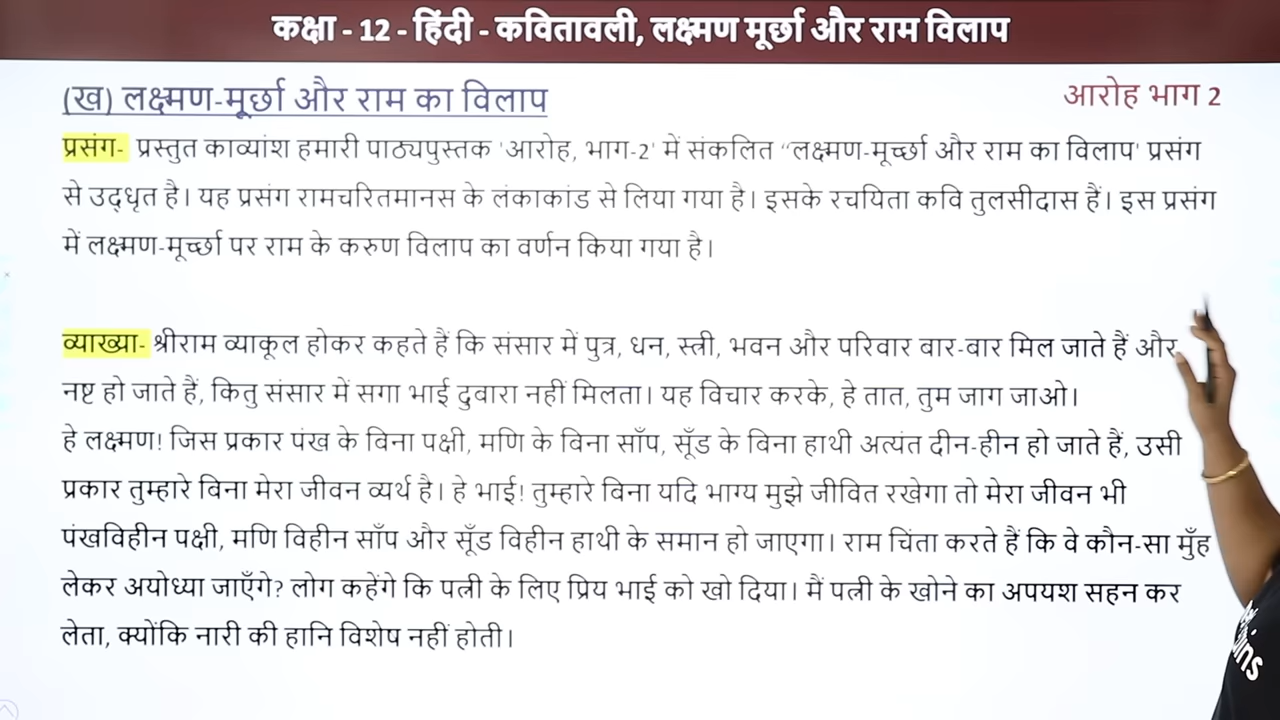 कक्षा - 12 - हिंदी - कवितावली, लक्ष्मण मूर्छा और राम विलाप
(ख) लक्ष्मण-मूर्छा और राम का विलाप
आरोह भाग 2
प्रसंग- प्रस्तुत काव्यांश हमारी पाठ्यपुस्तक 'आरोह, भाग-2' में संकलित “लक्ष्मण-मूर्च्छा और राम का विलाप' प्रसंग
से उद्धृत है। यह प्रसंग रामचरितमानस के लंकाकांड से लिया गया है। इसके रचयिता कवि तुलसीदास हैं। इस प्रसंग
में लक्ष्मण-मूर्च्छा पर राम के करुण विलाप का वर्णन किया गया है।
व्याख्या- श्रीराम व्याकूल होकर कहते हैं कि संसार में पुत्र, धन, स्त्री, भवन और परिवार वार-वार मिल जाते हैं और
नष्ट हो जाते हैं, कितु संसार में सगा भाई दुवारा नहीं मिलता। यह विचार करके, हे तात, तुम जाग जाओ।
हे लक्ष्मण! जिस प्रकार पंख के विना पक्षी, मणि के विना साँप, सूँड के विना हाथी अत्यंत दीन-हीन हो जाते हैं, उसी
प्रकार तुम्हारे विना मेरा जीवन व्यर्थ है। हे भाई! तुम्हारे विना यदि भाग्य मुझे जीवित रखेगा तो मेरा जीवन भी
पंखविहीन पक्षी, मणि विहीन साँप और सूँड विहीन हाथी के समान हो जाएगा। राम चिंता करते हैं कि वे कौन-सा मुँह
लेकर अयोध्या जाएँगे? लोग कहेंगे कि पत्नी के लिए प्रिय भाई को खो दिया। मैं पत्नी के खोने का अपयश सहन कर
लेता, क्योंकि नारी की हानि विशेष नहीं होती।